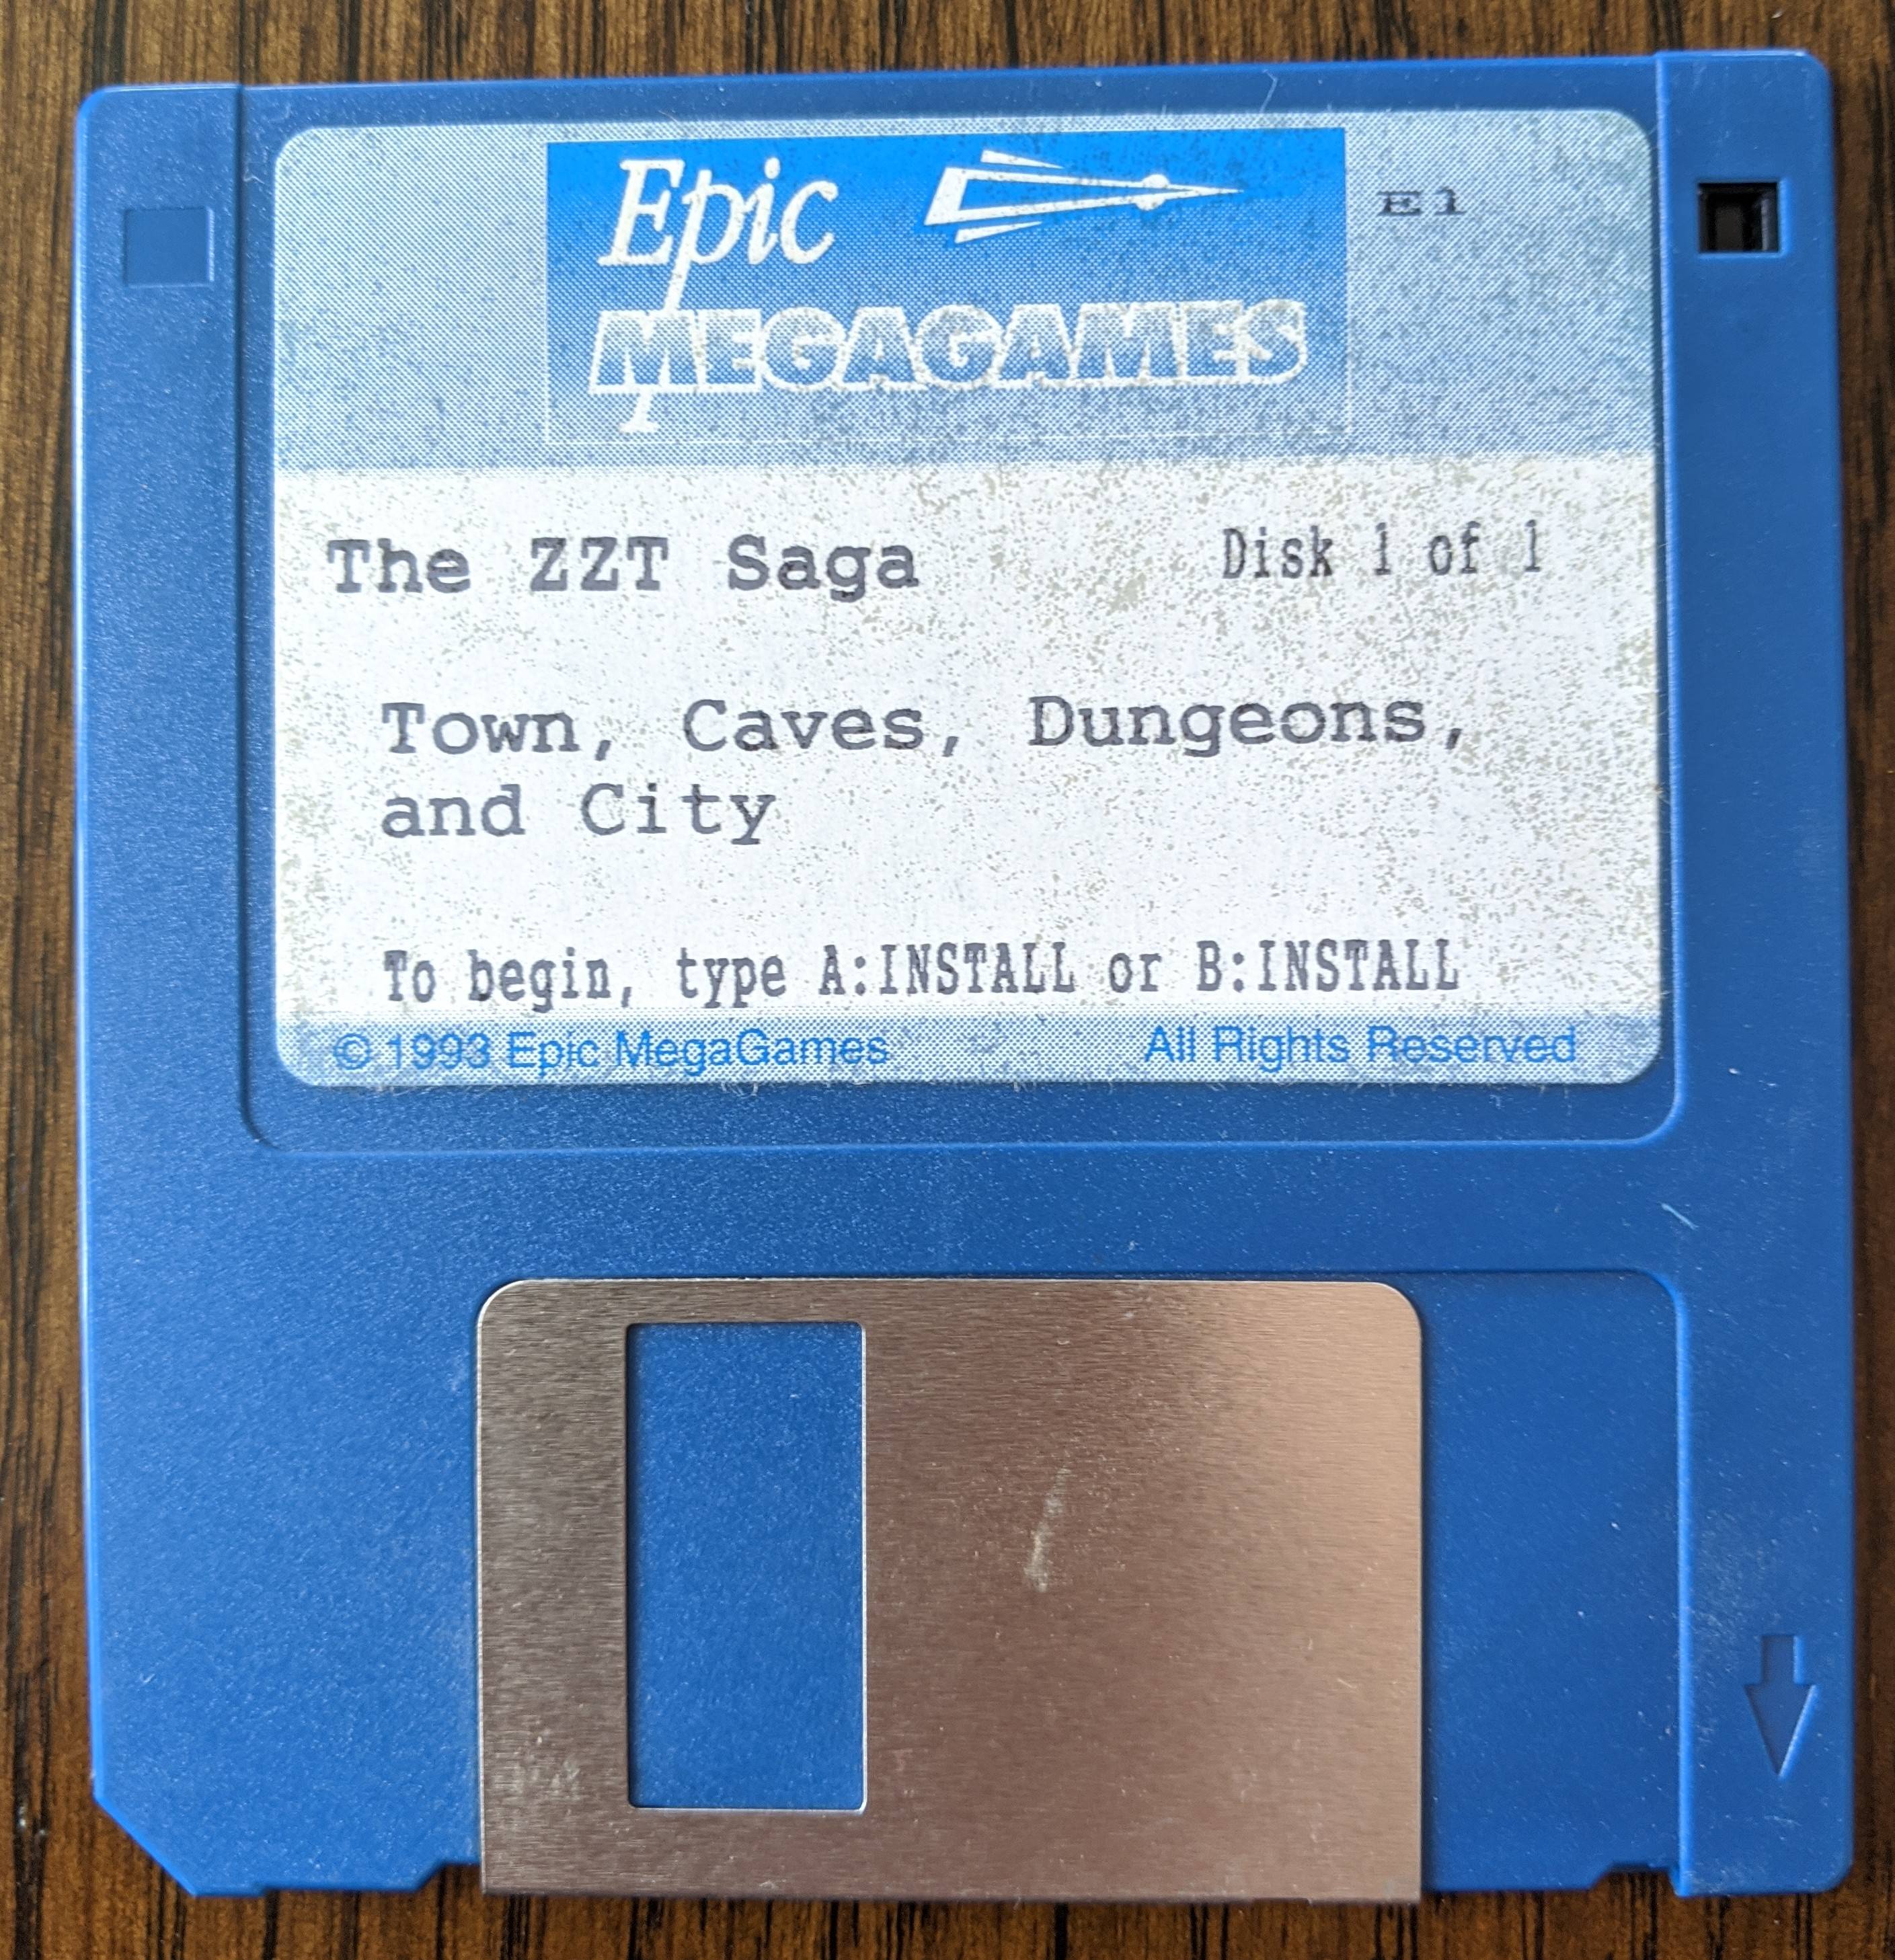 Epic
MEGAGAMES
E1
The ZZT Saga Disk 1 of 1
Town, Caves, Dungeons,
and City
To begin, type A:INSTALL or B:INSTALL
© 1993 Epic MegaGames All Rights Reserved